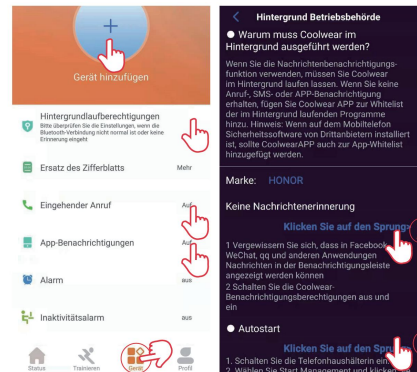 Gerät hinzufügen
Hintergrundlaufberechtigungen
Bitte überprüfen Sie die Einstellungen, wenn die
Bluetooth-Verbindung nicht normal ist oder keine
Erinnerung eingeht
Ersatz des Zifferblatts
Mehr
Eingehender Anruf
Auf
App-Benachrichtigungen
Auf
Alarm
aus
Inaktivitätsalarm
aus
Status
Trainieren
Gerät
Profil
Hintergrund Betriebsbehörde
Warum muss Coolwear im
Hintergrund ausgeführt werden?
Wenn Sie die Nachrichtenbenachrichtigungs-
funktion verwenden, müssen Sie Coolwear
im Hintergrund laufen lassen. Wenn Sie keine
Anruf-, SMS- oder APP-Benachrichtigung
erhalten, fügen Sie Coolwear APP zur Whitelist
der im Hintergrund laufenden Programme
hinzu. Hinweis: Wenn auf dem Mobiltelefon
Sicherheitssoftware von Drittanbietern installiert
ist, sollte CoolwearAPP auch zur App-Whitelist
hinzugefügt werden.
Marke: HONOR
Keine Nachrichtenerinnerung
Klicken Sie auf den Sprung>
1 Vergewissern Sie sich, dass in Facebook,
WeChat, qq und anderen Anwendungen
Nachrichten in der Benachrichtigungsleiste
angezeigt werden können
2 Schalten Sie die Coolwear-
Benachrichtigungsberechtigungen aus und
ein
Autostart
Klicken Sie auf den
1. Schalten Sie die Telefonhaushälterin ein.
2. Wählen Sie Start Management und